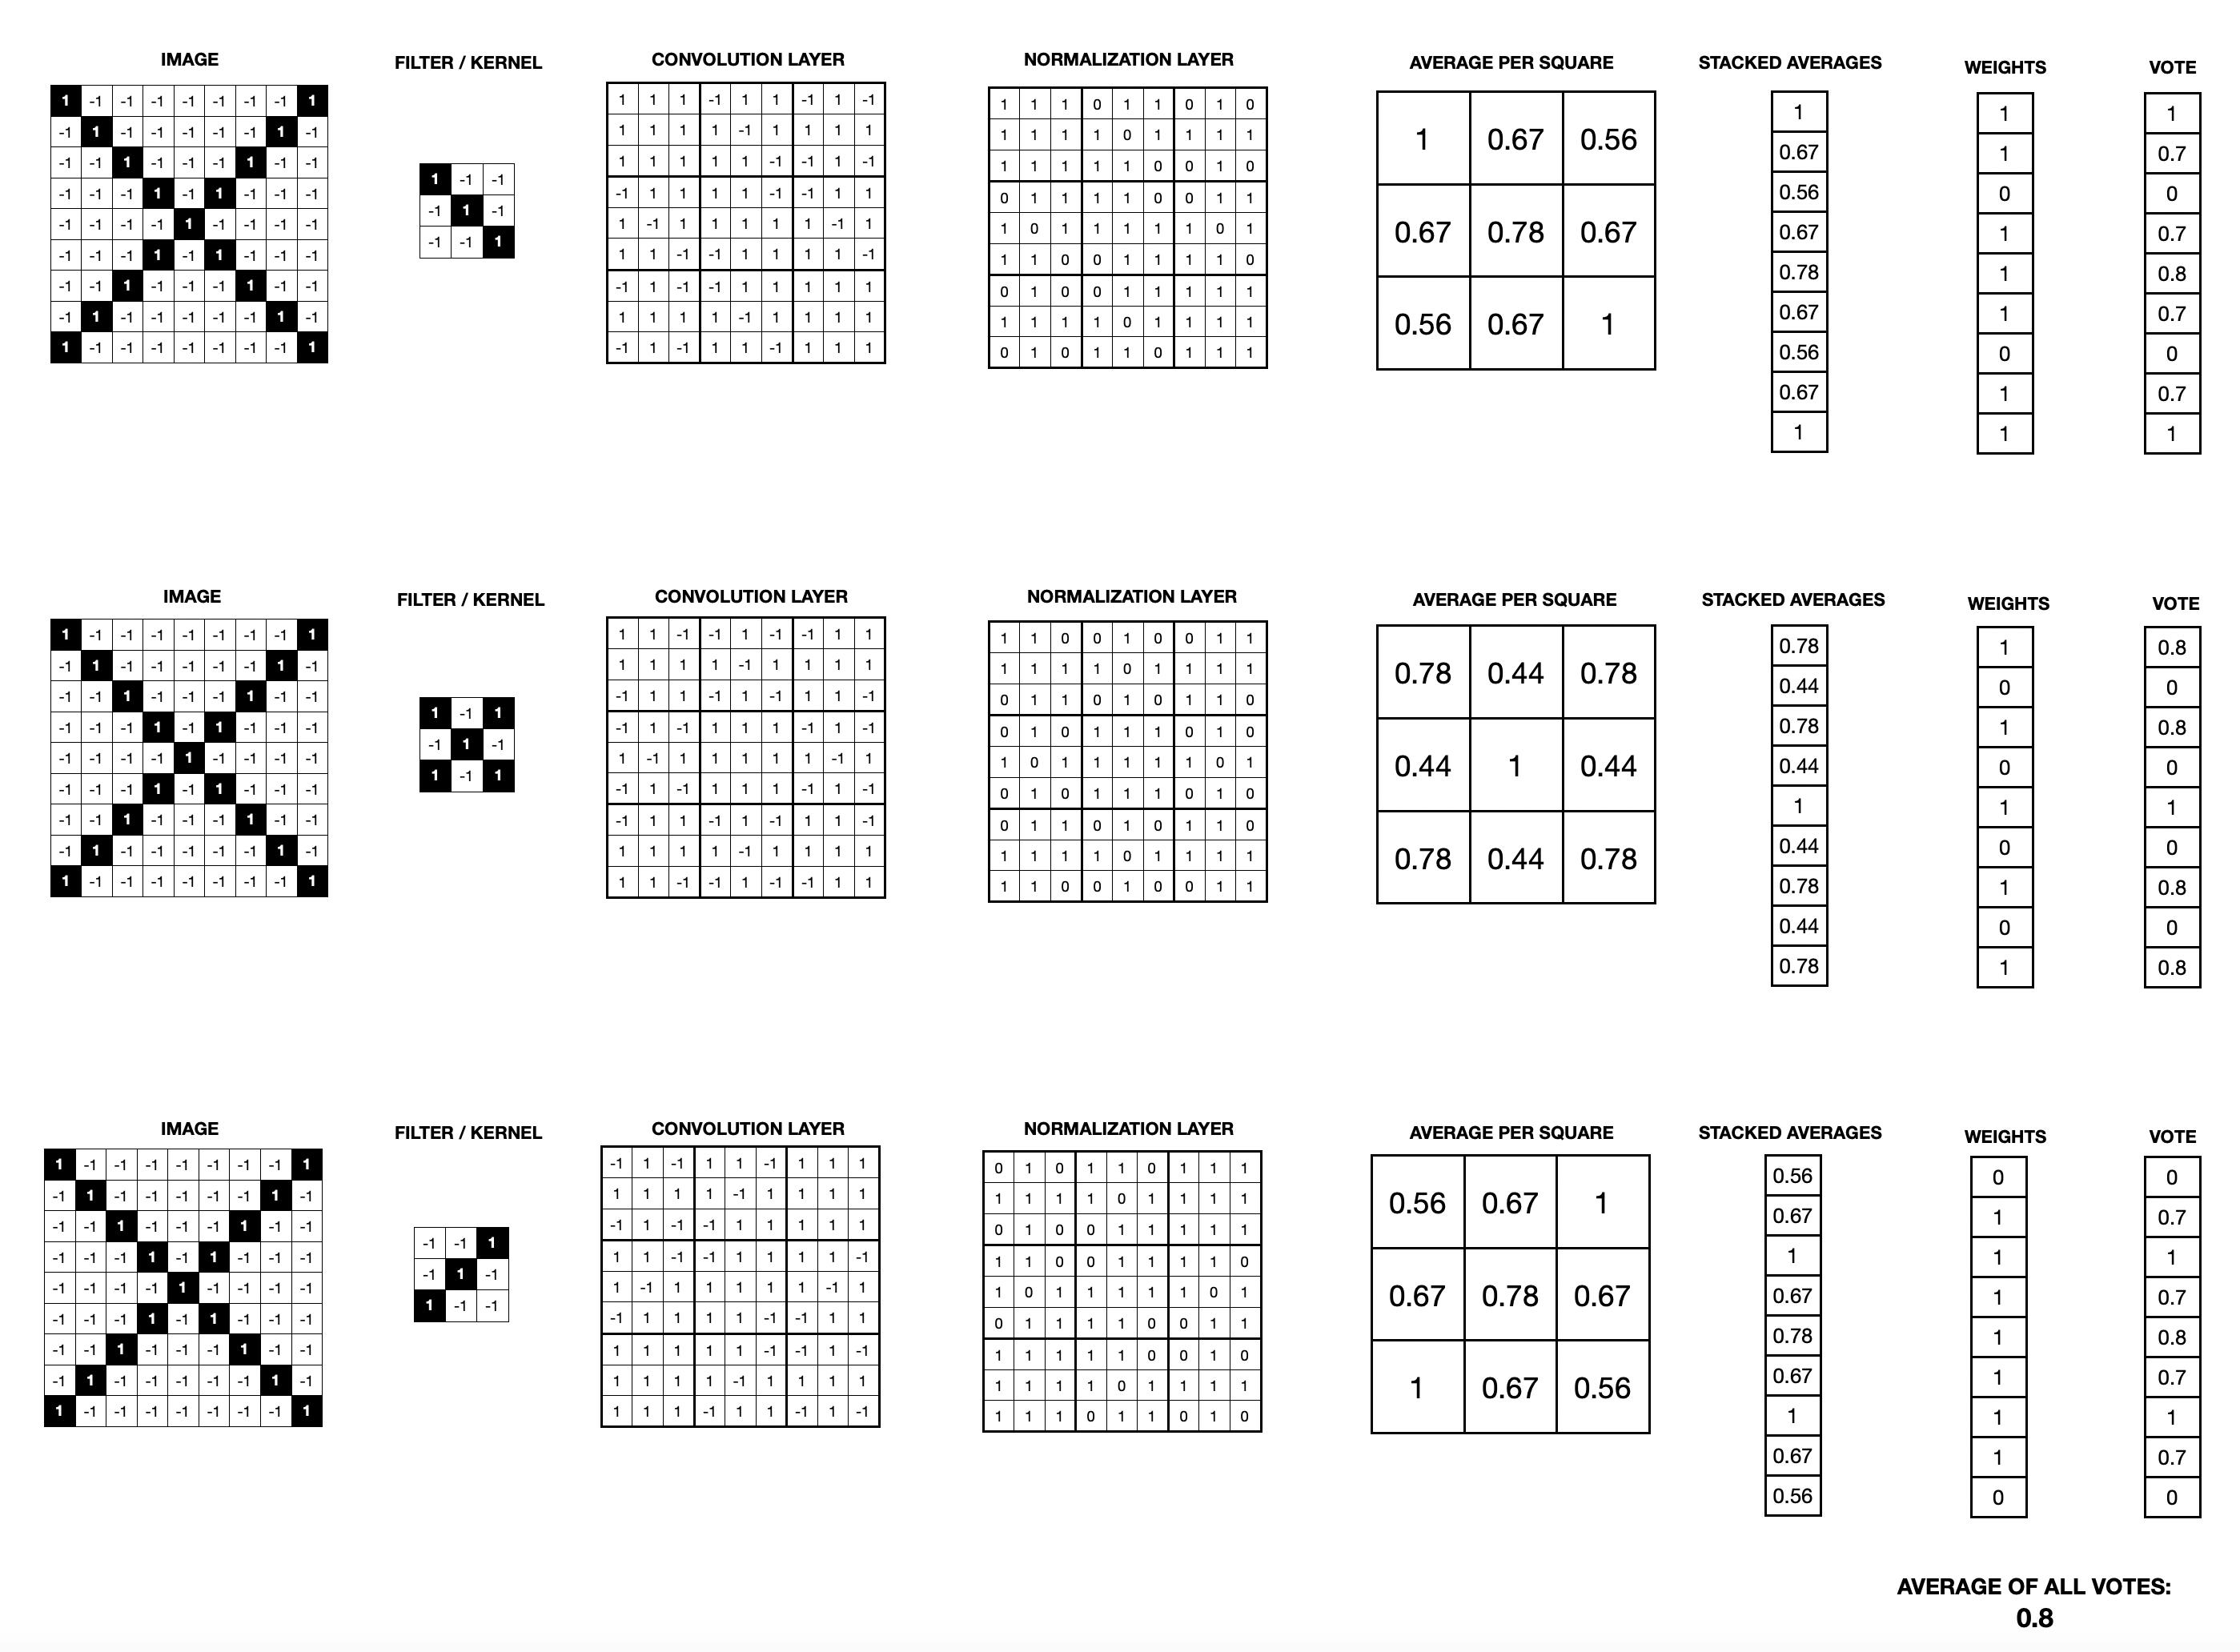 IMAGE
1 -1 -1 -1 -1 -1 -1 -1 1
-1 1 -1 -1 -1 -1 -1 1 -1
-1 -1 1 -1 -1 -1 1 -1 -1
-1 -1 -1 1 -1 1 -1 -1 -1
-1 -1 -1 -1 1 -1 -1 -1 -1
-1 -1 -1 1 -1 1 -1 -1 -1
-1 -1 1 -1 -1 -1 1 -1 -1
-1 1 -1 -1 -1 -1 -1 1 -1
1 -1 -1 -1 -1 -1 -1 -1 1
FILTER / KERNEL
1 -1 -1
-1 1 -1
-1 -1 1
CONVOLUTION LAYER
1 1 1 -1 1 1 -1 1 -1
1 1 1 1 -1 1 1 1 1
1 1 1 1 1 -1 -1 1 -1
-1 1 1 1 1 -1 -1 1 1
1 -1 1 1 1 1 1 -1 1
1 1 -1 -1 1 1 1 1 -1
-1 1 -1 -1 1 1 1 1 1
1 1 1 1 -1 1 1 1 1
-1 1 -1 1 1 -1 1 1 1
NORMALIZATION LAYER
1 1 1 0 1 1 0 1 0
1 1 1 1 0 1 1 1 1
1 1 1 1 1 0 0 1 0
0 1 1 1 1 0 0 1 1
1 0 1 1 1 1 1 0 1
1 1 0 0 1 1 1 1 0
0 1 0 0 1 1 1 1 1
1 1 1 1 0 1 1 1 1
0 1 0 1 1 0 1 1 1
AVERAGE PER SQUARE
1 0.67 0.56
0.67 0.78 0.67
0.56 0.67 1
STACKED AVERAGES
1
0.67
0.56
0.67
0.78
0.67
0.56
0.67
1
WEIGHTS
1
1
0
1
1
1
0
1
1
VOTE
1
0.7
0
0.7
0.8
0.7
0
0.7
1
IMAGE
1 -1 -1 -1 -1 -1 -1 -1 1
-1 1 -1 -1 -1 -1 -1 1 -1
-1 -1 1 -1 -1 -1 1 -1 -1
-1 -1 -1 1 -1 1 -1 -1 -1
-1 -1 -1 -1 1 -1 -1 -1 -1
-1 -1 -1 1 -1 1 -1 -1 -1
-1 -1 1 -1 -1 -1 1 -1 -1
-1 1 -1 -1 -1 -1 -1 1 -1
1 -1 -1 -1 -1 -1 -1 -1 1
FILTER / KERNEL
1 -1 1
-1 1 -1
1 -1 1
CONVOLUTION LAYER
1 1 -1 -1 1 -1 -1 1 1
1 1 1 1 -1 1 1 1 1
-1 1 1 -1 1 -1 1 1 -1
-1 1 -1 1 1 1 -1 1 -1
1 -1 1 1 1 1 1 -1 1
-1 1 -1 1 1 1 -1 1 -1
-1 1 1 -1 1 -1 1 1 -1
1 1 1 1 -1 1 1 1 1
1 1 -1 -1 1 -1 -1 1 1
NORMALIZATION LAYER
1 1 0 0 1 0 0 1 1
1 1 1 1 0 1 1 1 1
0 1 1 0 1 0 1 1 0
0 1 0 1 1 1 0 1 0
1 0 1 1 1 1 1 0 1
0 1 0 1 1 1 0 1 0
0 1 1 0 1 0 1 1 0
1 1 1 1 0 1 1 1 1
1 1 0 0 1 0 0 1 1
AVERAGE PER SQUARE
0.78 0.44 0.78
0.44 1 0.44
0.78 0.44 0.78
STACKED AVERAGES
0.78
0.44
0.78
0.44
1
0.44
0.78
0.44
0.78
WEIGHTS
1
0
1
0
1
0
1
0
1
VOTE
0.8
0
0.8
0
1
0
0.8
0
0.8
IMAGE
1 -1 -1 -1 -1 -1 -1 -1 1
-1 1 -1 -1 -1 -1 -1 1 -1
-1 -1 1 -1 -1 -1 1 -1 -1
-1 -1 -1 1 -1 1 -1 -1 -1
-1 -1 -1 -1 1 -1 -1 -1 -1
-1 -1 -1 1 -1 1 -1 -1 -1
-1 -1 1 -1 -1 -1 1 -1 -1
-1 1 -1 -1 -1 -1 -1 1 -1
1 -1 -1 -1 -1 -1 -1 -1 1
FILTER / KERNEL
-1 -1 1
-1 1 -1
1 -1 -1
CONVOLUTION LAYER
-1 1 -1 1 1 -1 1 1 1
1 1 1 1 -1 1 1 1 1
-1 1 -1 -1 1 1 1 1 1
1 1 -1 -1 1 1 1 1 -1
1 -1 1 1 1 1 1 -1 1
-1 1 1 1 1 -1 -1 1 1
1 1 1 1 1 -1 -1 1 -1
1 1 1 1 -1 1 1 1 1
1 1 1 -1 1 1 -1 1 -1
NORMALIZATION LAYER
0 1 0 1 1 0 1 1 1
1 1 1 1 0 1 1 1 1
0 1 0 0 1 1 1 1 1
1 1 0 0 1 1 1 1 0
1 0 1 1 1 1 1 0 1
0 1 1 1 1 0 0 1 1
1 1 1 1 1 0 0 1 0
1 1 1 1 0 1 1 1 1
1 1 1 0 1 1 0 1 0
AVERAGE PER SQUARE
0.56 0.67 1
0.67 0.78 0.67
1 0.67 0.56
STACKED AVERAGES
0.56
0.67
1
0.67
0.78
0.67
1
0.67
0.56
WEIGHTS
0
1
1
1
1
1
1
1
0
VOTE
0
0.7
1
0.7
0.8
0.7
1
0.7
0
AVERAGE OF ALL VOTES:
0.8